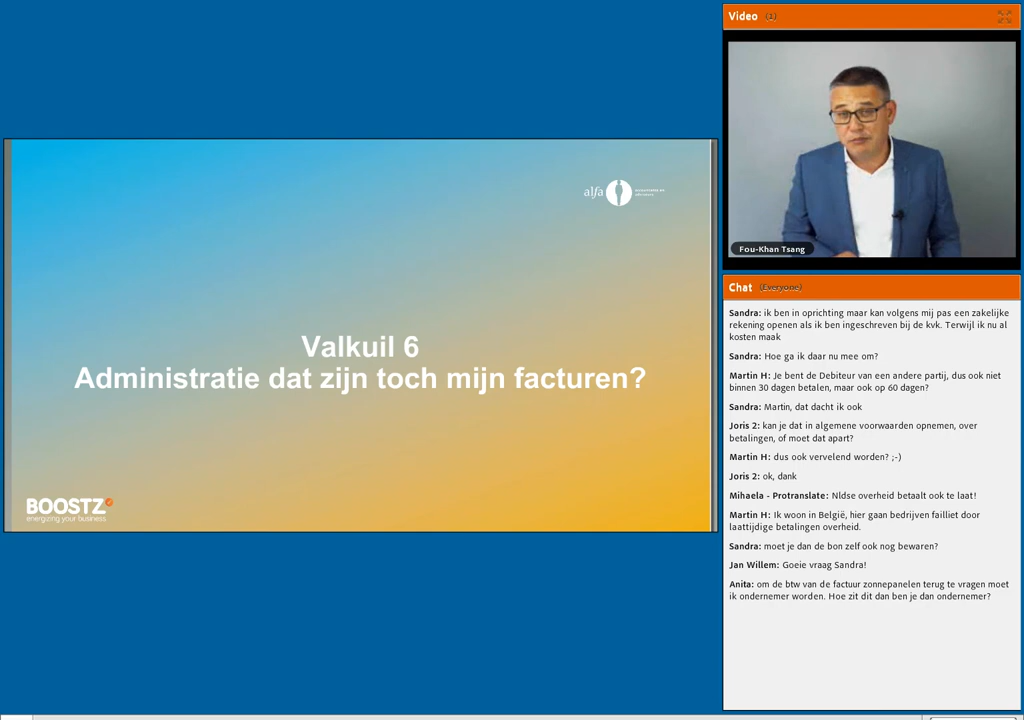 Video (1)
Fou-Khan Tsang
alfa
Valkuil 6
Administratie dat zijn toch mijn facturen?
BOOSTZ
energizing your business
Chat (Everyone)
Sandra: ik ben in oprichting maar kan volgens mij pas een zakelijke
rekening openen als ik ben ingeschreven bij de kvk. Terwijl ik nu al
kosten maak
Sandra: Hoe ga ik daar nu mee om?
Martin H: Je bent de Debiteur van een andere partij, dus ook niet
binnen 30 dagen betalen, maar ook op 60 dagen?
Sandra: Martin, dat dacht ik ook
Joris 2: kan je dat in algemene voorwaarden opnemen, over
betalingen, of moet dat apart?
Martin H: dus ook vervelend worden? ;-)
Joris 2: ok, dank
Mihaela - Protranslate: Nldse overheid betaalt ook te laat!
Martin H: Ik woon in België, hier gaan bedrijven failliet door
laattijdige betalingen overheid.
Sandra: moet je dan de bon zelf ook nog bewaren?
Jan Willem: Goeie vraag Sandra!
Anita: om de btw van de factuur zonnepanelen terug te vragen moet
ik ondernemer worden. Hoe zit dit dan ben je dan ondernemer?